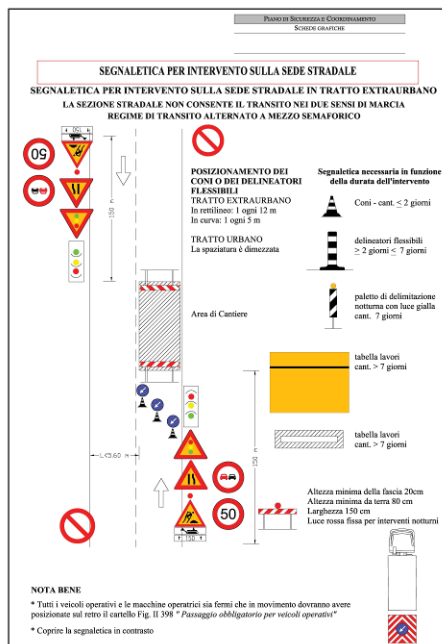 PIANO DI SICUREZZA E COORDINAMENTO
SCHEDE GRAFICHE
SEGNALETICA PER INTERVENTO SULLA SEDE STRADALE
SEGNALETICA PER INTERVENTO SULLA SEDE STRADALE IN TRATTO EXTRAURBANO
LA SEZIONE STRADALE NON CONSENTE IL TRANSITO NEI DUE SENSI DI MARCIA
REGIME DI TRANSITO ALTERNATO A MEZZO SEMAFORICO
150
50
150 m
POSIZIONAMENTO DEI
CONI O DEI DELINEATORI
FLESSIBILI
TRATTO EXTRAURBANO
In rettilineo: 1 ogni 12 m
In curva: 1 ogni 5 m
TRATTO URBANO
La spaziatura è dimezzata
Segnaletica necessaria in funzione
della durata dell'intervento
Coni - cant. < 2 giorni
delineatori flessibili
> 2 giorni ≤ 7 giorni
paletto di delimitazione
notturna con luce gialla
cant. 7 giorni
Area di Cantiere
tabella lavori
cant. > 7 giorni
tabella lavori
cant. > 7 giorni
L<5.60 m
150 m
50
150
Altezza minima della fascia 20cm
Altezza minima da terra 80 cm
Larghezza 150 cm
Luce rossa fissa per interventi notturni
NOTA BENE
* Tutti i veicoli operativi e le macchine operatrici sia fermi che in movimento dovranno avere
posizionate sul retro il cartello Fig. II 398 " Passaggio obbligatorio per veicoli operativi"
* Coprire la segnaletica in contrasto